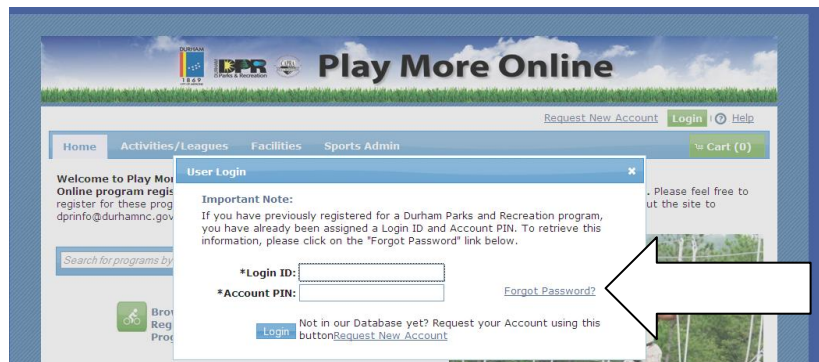 DURHAM
1869
CITY OF MEDICINE
DPR
Durham Parks & Recreation
Play More Online
Request New Account Login | ? Help
Home Activities/Leagues Facilities Sports Admin Cart (0)
Welcome to Play Mor
Online program regis . Please feel free to
register for these prog ut the site to
dprinfo@durhamnc.gov
User Login x
Important Note:
If you have previously registered for a Durham Parks and Recreation program,
you have already been assigned a Login ID and Account PIN. To retrieve this
information, please click on the "Forgot Password" link below.
Search for programs by
*Login ID:
*Account PIN: Forgot Password?
Brow
Reg
Prog
Login Not in our Database yet? Request your Account using this
buttonRequest New Account